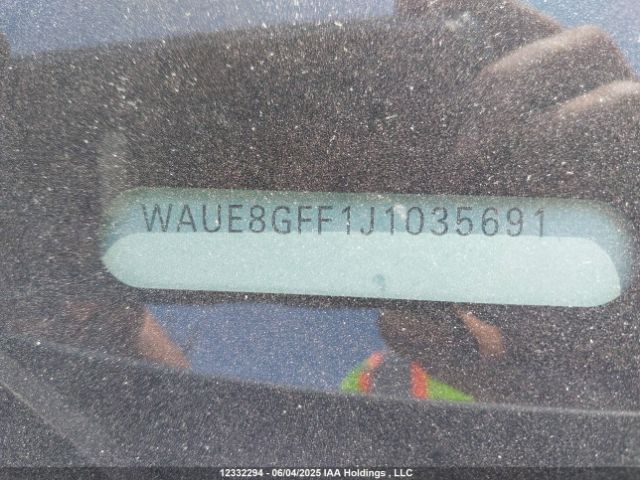 WAUE8GFF1J1035691
12332294 - 06/04/2025 IAA Holdings , LLC